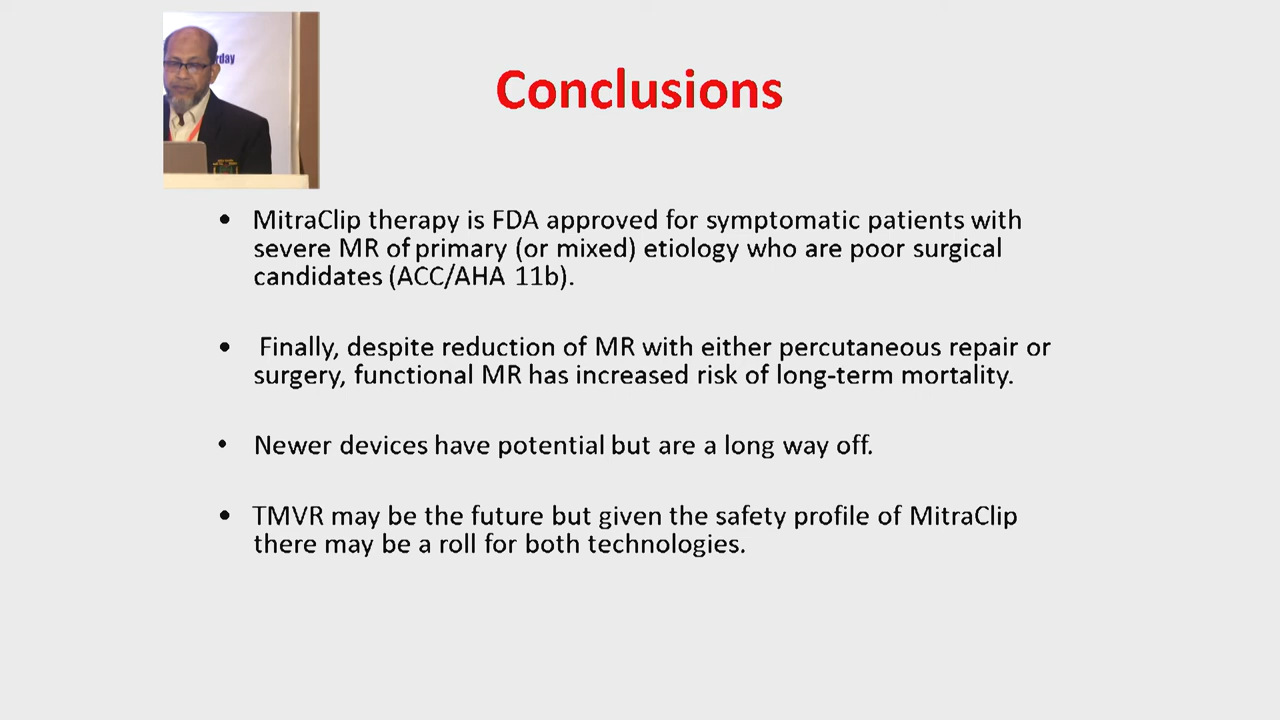 rday
Conclusions
• MitraClip therapy is FDA approved for symptomatic patients with
severe MR of primary (or mixed) etiology who are poor surgical
candidates (ACC/AHA 11b).
• Finally, despite reduction of MR with either percutaneous repair or
surgery, functional MR has increased risk of long-term mortality.
• Newer devices have potential but are a long way off.
• TMVR may be the future but given the safety profile of MitraClip
there may be a roll for both technologies.